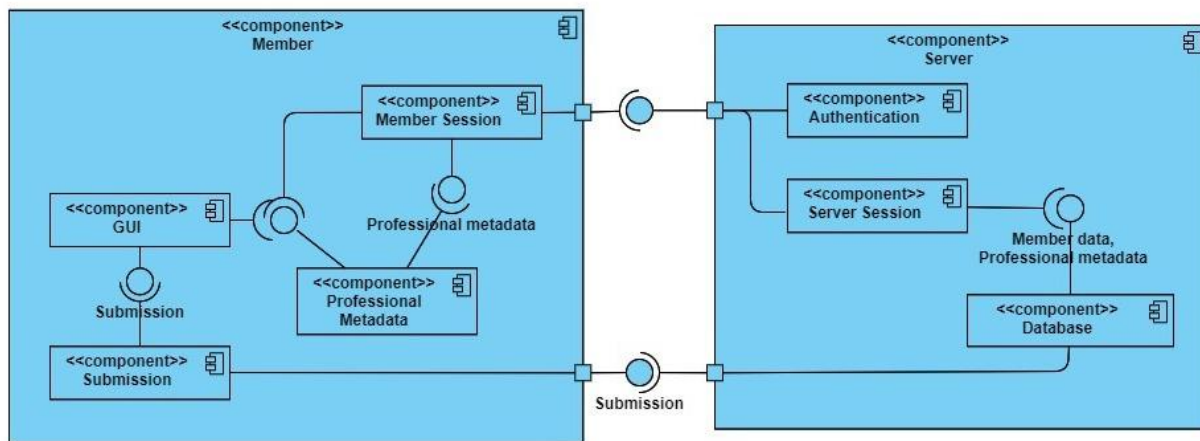 <<component>>
Member
<<component>>
Member Session
<<component>>
GUI
Professional metadata
<<component>>
Professional
Metadata
Submission
<<component>>
Submission
Submission
<<component>>
Server
<<component>>
Authentication
<<component>>
Server Session
Member data,
Professional metadata
<<component>>
Database